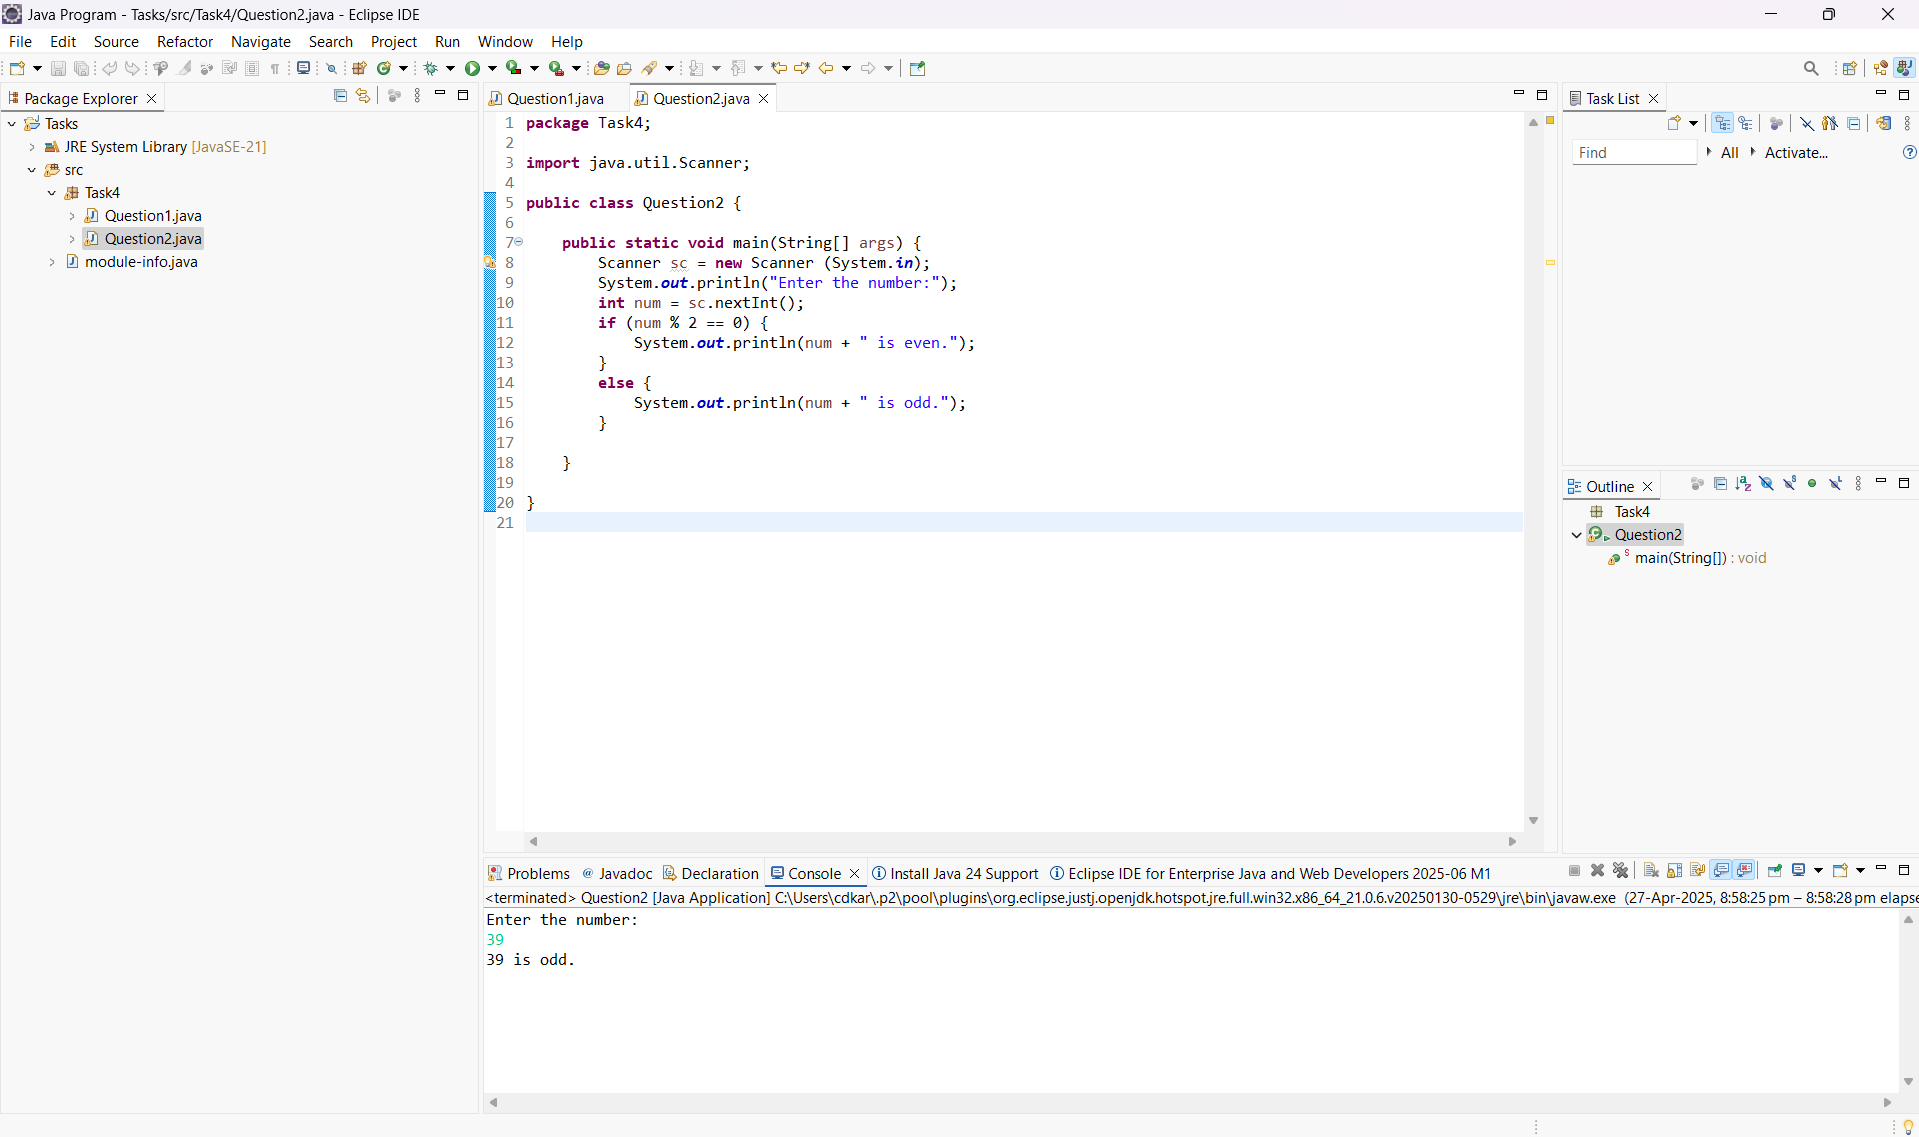 Java Program - Tasks/src/Task4/Question2.java - Eclipse IDE
File Edit Source Refactor Navigate Search Project Run Window Help
Package Explorer
Tasks
JRE System Library [JavaSE-21]
src
Task4
Question1.java
Question2.java
module-info.java
Question1.java Question2.java
1 package Task4;
2
3 import java.util.Scanner;
4
5 public class Question2 {
6
7 public static void main(String[] args) {
8 Scanner sc = new Scanner (System.in);
9 System.out.println("Enter the number:");
10 int num = sc.nextInt();
11 if (num % 2 == 0) {
12 System.out.println(num + " is even.");
13 }
14 else {
15 System.out.println(num + " is odd.");
16 }
17
18 }
19
20 }
21
Task List
Find All Activate...
Outline
Task4
Question2
main(String[]) : void
Problems @ Javadoc Declaration Console Install Java 24 Support Eclipse IDE for Enterprise Java and Web Developers 2025-06 M1
<terminated> Question2 [Java Application] C:\Users\cdkar\.p2\pool\plugins\org.eclipse.justj.openjdk.hotspot.jre.full.win32.x86_64_21.0.6.v20250130-0529\jre\bin\javaw.exe (27-Apr-2025, 8:58:25 pm – 8:58:28 pm elapse
Enter the number:
39
39 is odd.